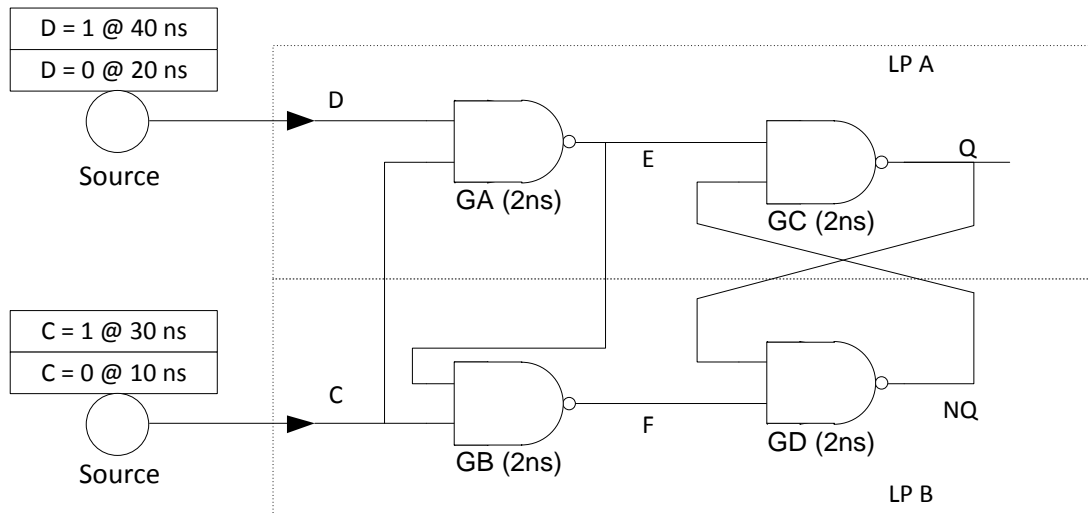 D = 1 @ 40 ns
D = 0 @ 20 ns
Source
D
LP A
E
Q
GA (2ns)
GC (2ns)
C = 1 @ 30 ns
C = 0 @ 10 ns
Source
C
F
NQ
GB (2ns)
GD (2ns)
LP B